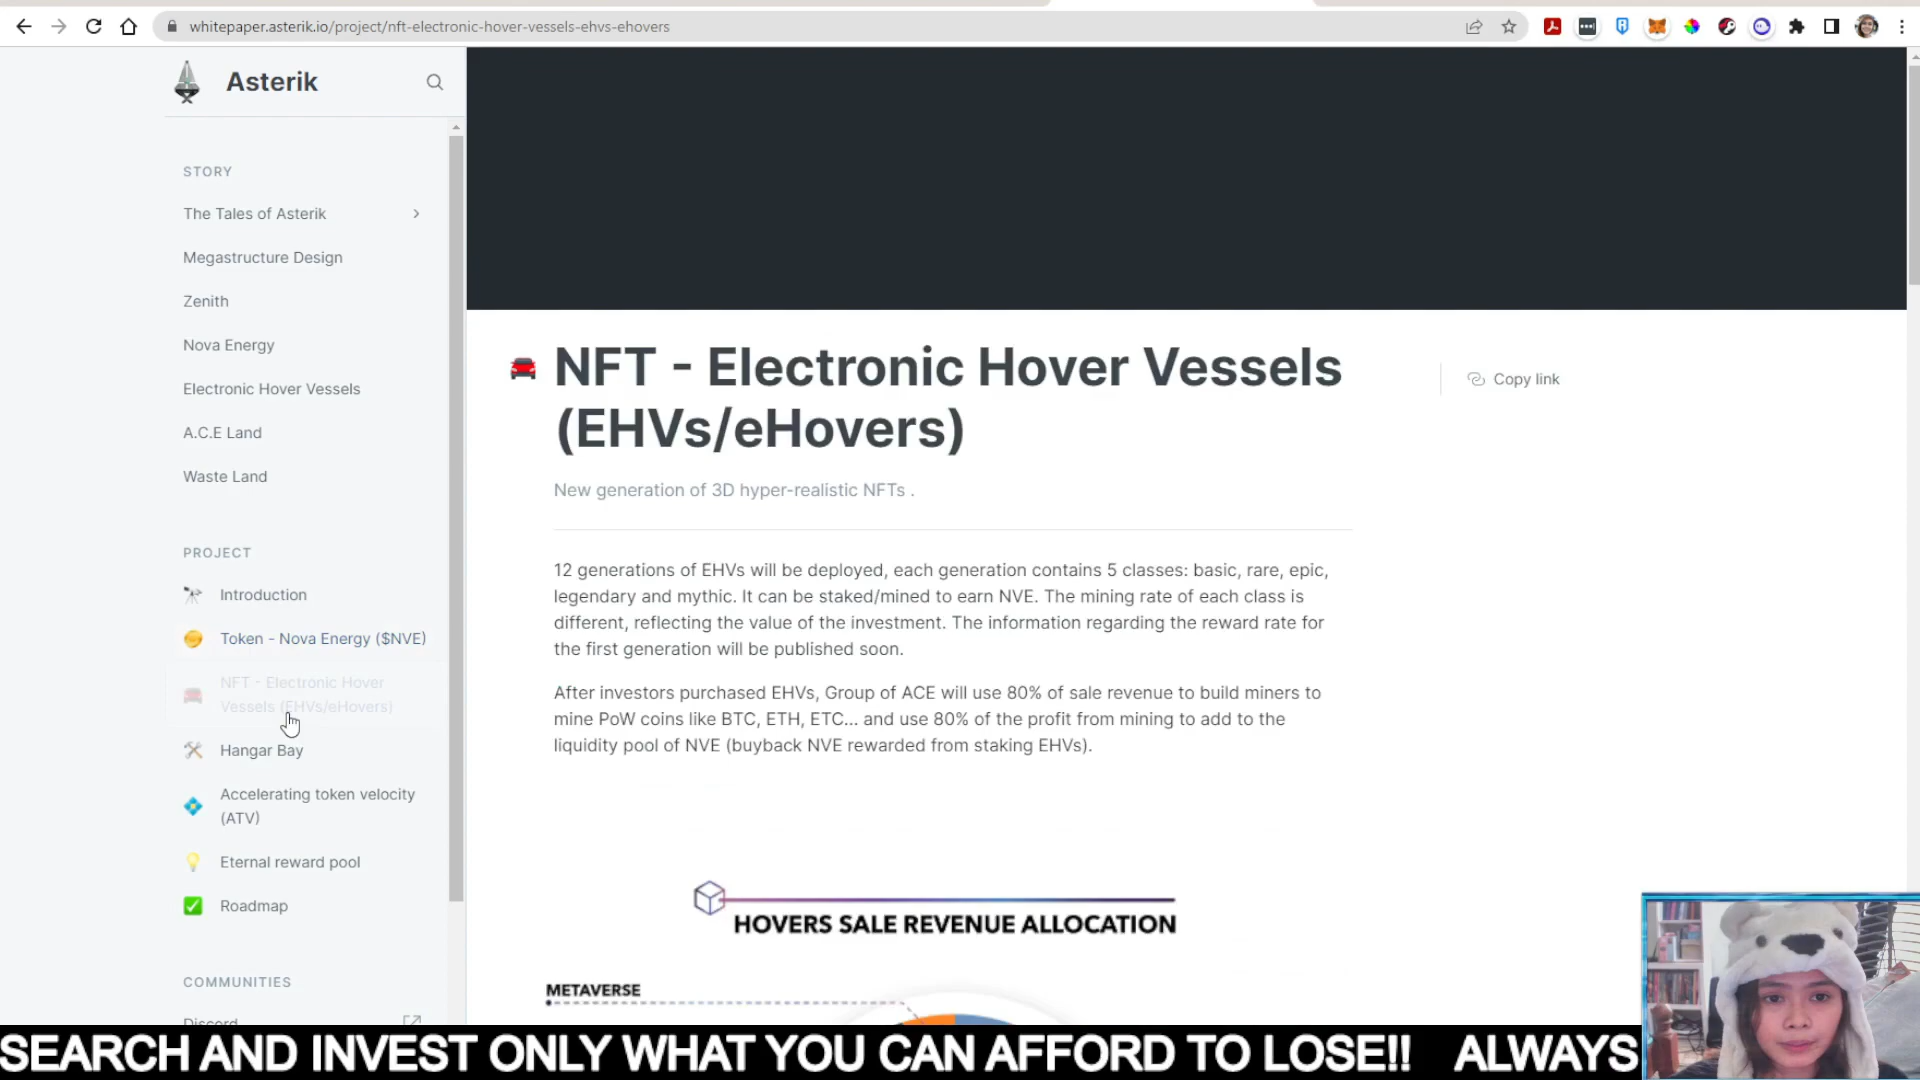 whitepaper.asterik.io/project/nft-electronic-hover-vessels-ehvs-ehovers
Asterik
STORY
The Tales of Asterik
Megastructure Design
Zenith
Nova Energy
Electronic Hover Vessels
A.C.E Land
Waste Land
PROJECT
Introduction
Token - Nova Energy ($NVE)
NFT - Electronic Hover
Vessels (EHVs/eHovers)
Hangar Bay
Accelerating token velocity
(ATV)
Eternal reward pool
Roadmap
COMMUNITIES
Discord
NFT - Electronic Hover Vessels
(EHVs/eHovers)
Copy link
New generation of 3D hyper-realistic NFTs .
12 generations of EHVs will be deployed, each generation contains 5 classes: basic, rare, epic,
legendary and mythic. It can be staked/mined to earn NVE. The mining rate of each class is
different, reflecting the value of the investment. The information regarding the reward rate for
the first generation will be published soon.
After investors purchased EHVs, Group of ACE will use 80% of sale revenue to build miners to
mine PoW coins like BTC, ETH, ETC... and use 80% of the profit from mining to add to the
liquidity pool of NVE (buyback NVE rewarded from staking EHVs).
HOVERS SALE REVENUE ALLOCATION
METAVERSE
SEARCH AND INVEST ONLY WHAT YOU CAN AFFORD TO LOSE!! ALWAYS